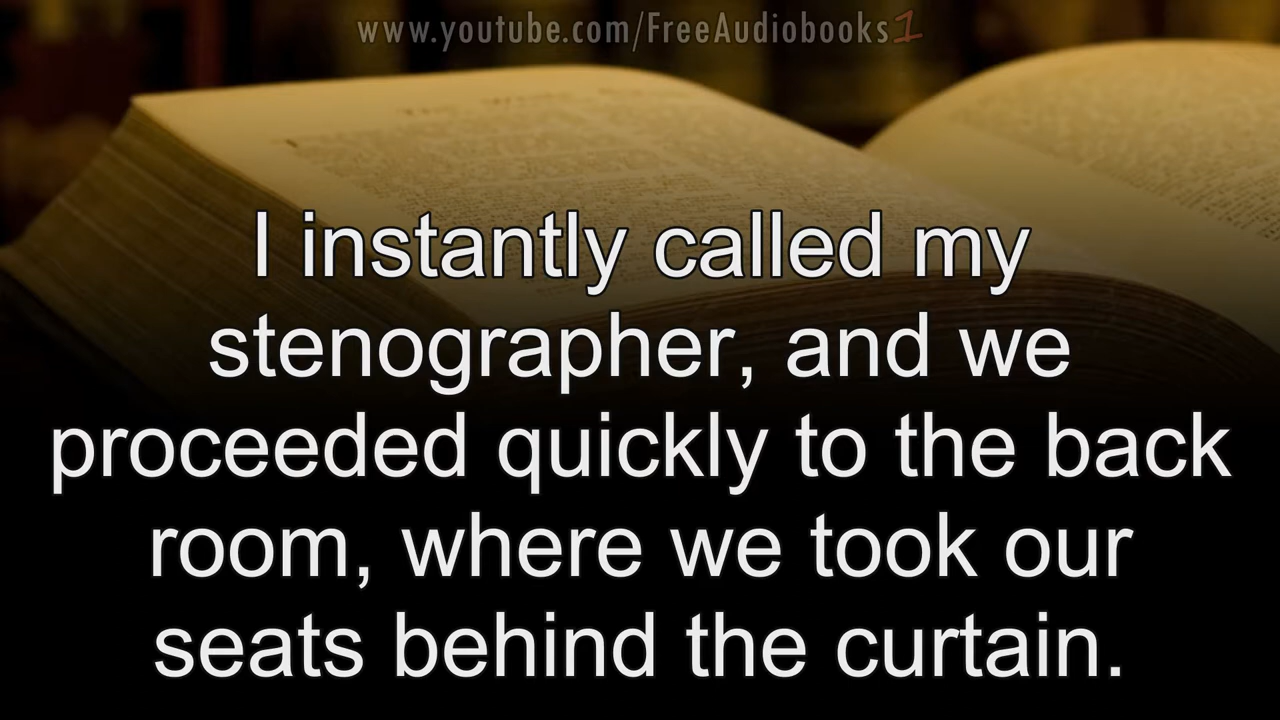 www.youtube.com/FreeAudiobooks1
I instantly called my
stenographer, and we
proceeded quickly to the back
room, where we took our
seats behind the curtain.